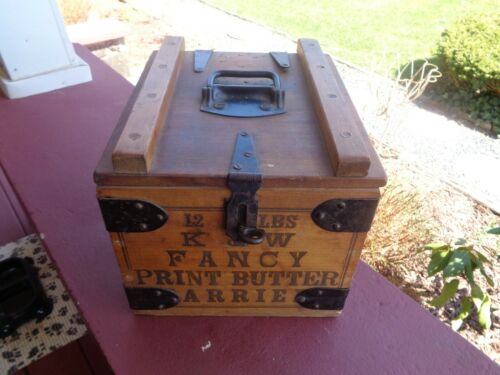 12 LBS
K & W
FANCY
PRINT BUTTER
ARRIE